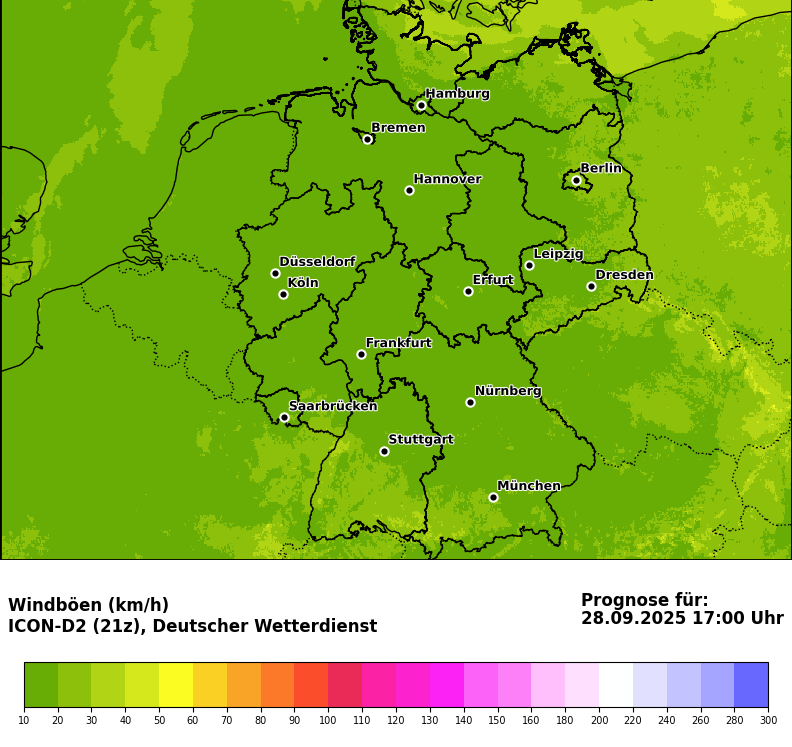 Hamburg
Bremen
Berlin
Hannover
Leipzig
Düsseldorf
Dresden
Köln
Erfurt
Frankfurt
Nürnberg
Saarbrücken
Stuttgart
München
Windböen (km/h)
ICON-D2 (21z), Deutscher Wetterdienst
Prognose für:
28.09.2025 17:00 Uhr
10 20 30 40 50 60 70 80 90 100 110 120 130 140 150 160 180 200 220 240 260 280 300